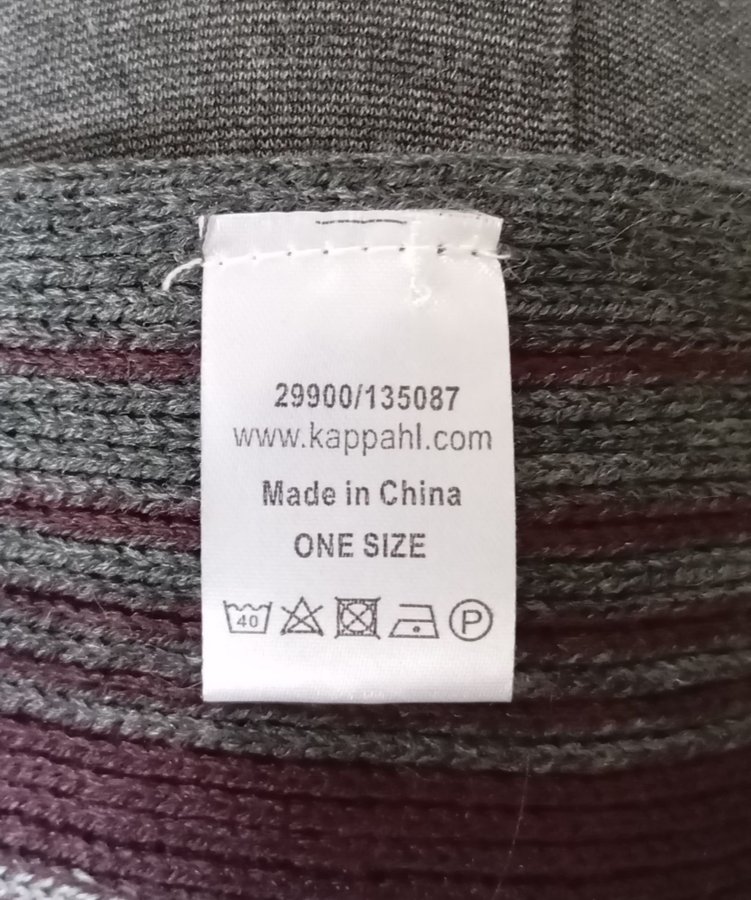 29900/135087
www.kappahl.com
Made in China
ONE SIZE
40 P